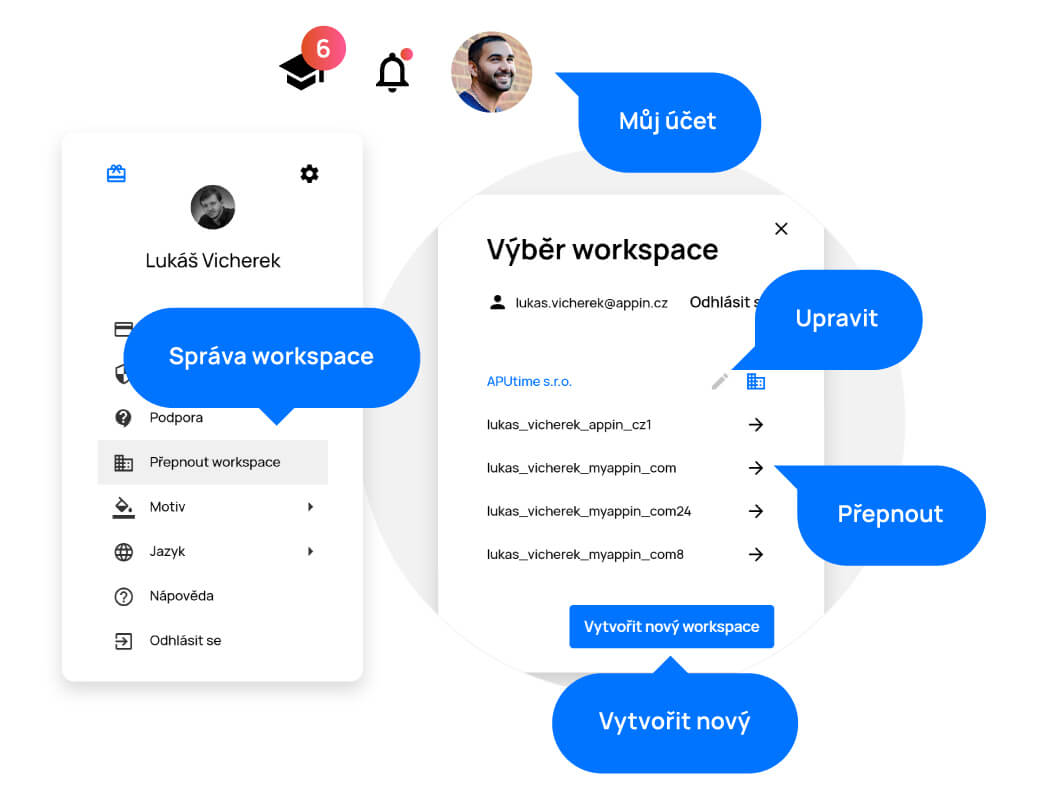 6
Můj účet
Lukáš Vicherek
Správa workspace
Podpora
Přepnout workspace
Motiv
Jazyk
Nápověda
Odhlásit se
Výběr workspace
lukas.vicherek@appin.cz
Odhlásit s
Upravit
APUtime s.r.o.
lukas_vicherek_appin_cz1
lukas_vicherek_myappin_com
lukas_vicherek_myappin_com24
lukas_vicherek_myappin_com8
Přepnout
Vytvořit nový workspace
Vytvořit nový